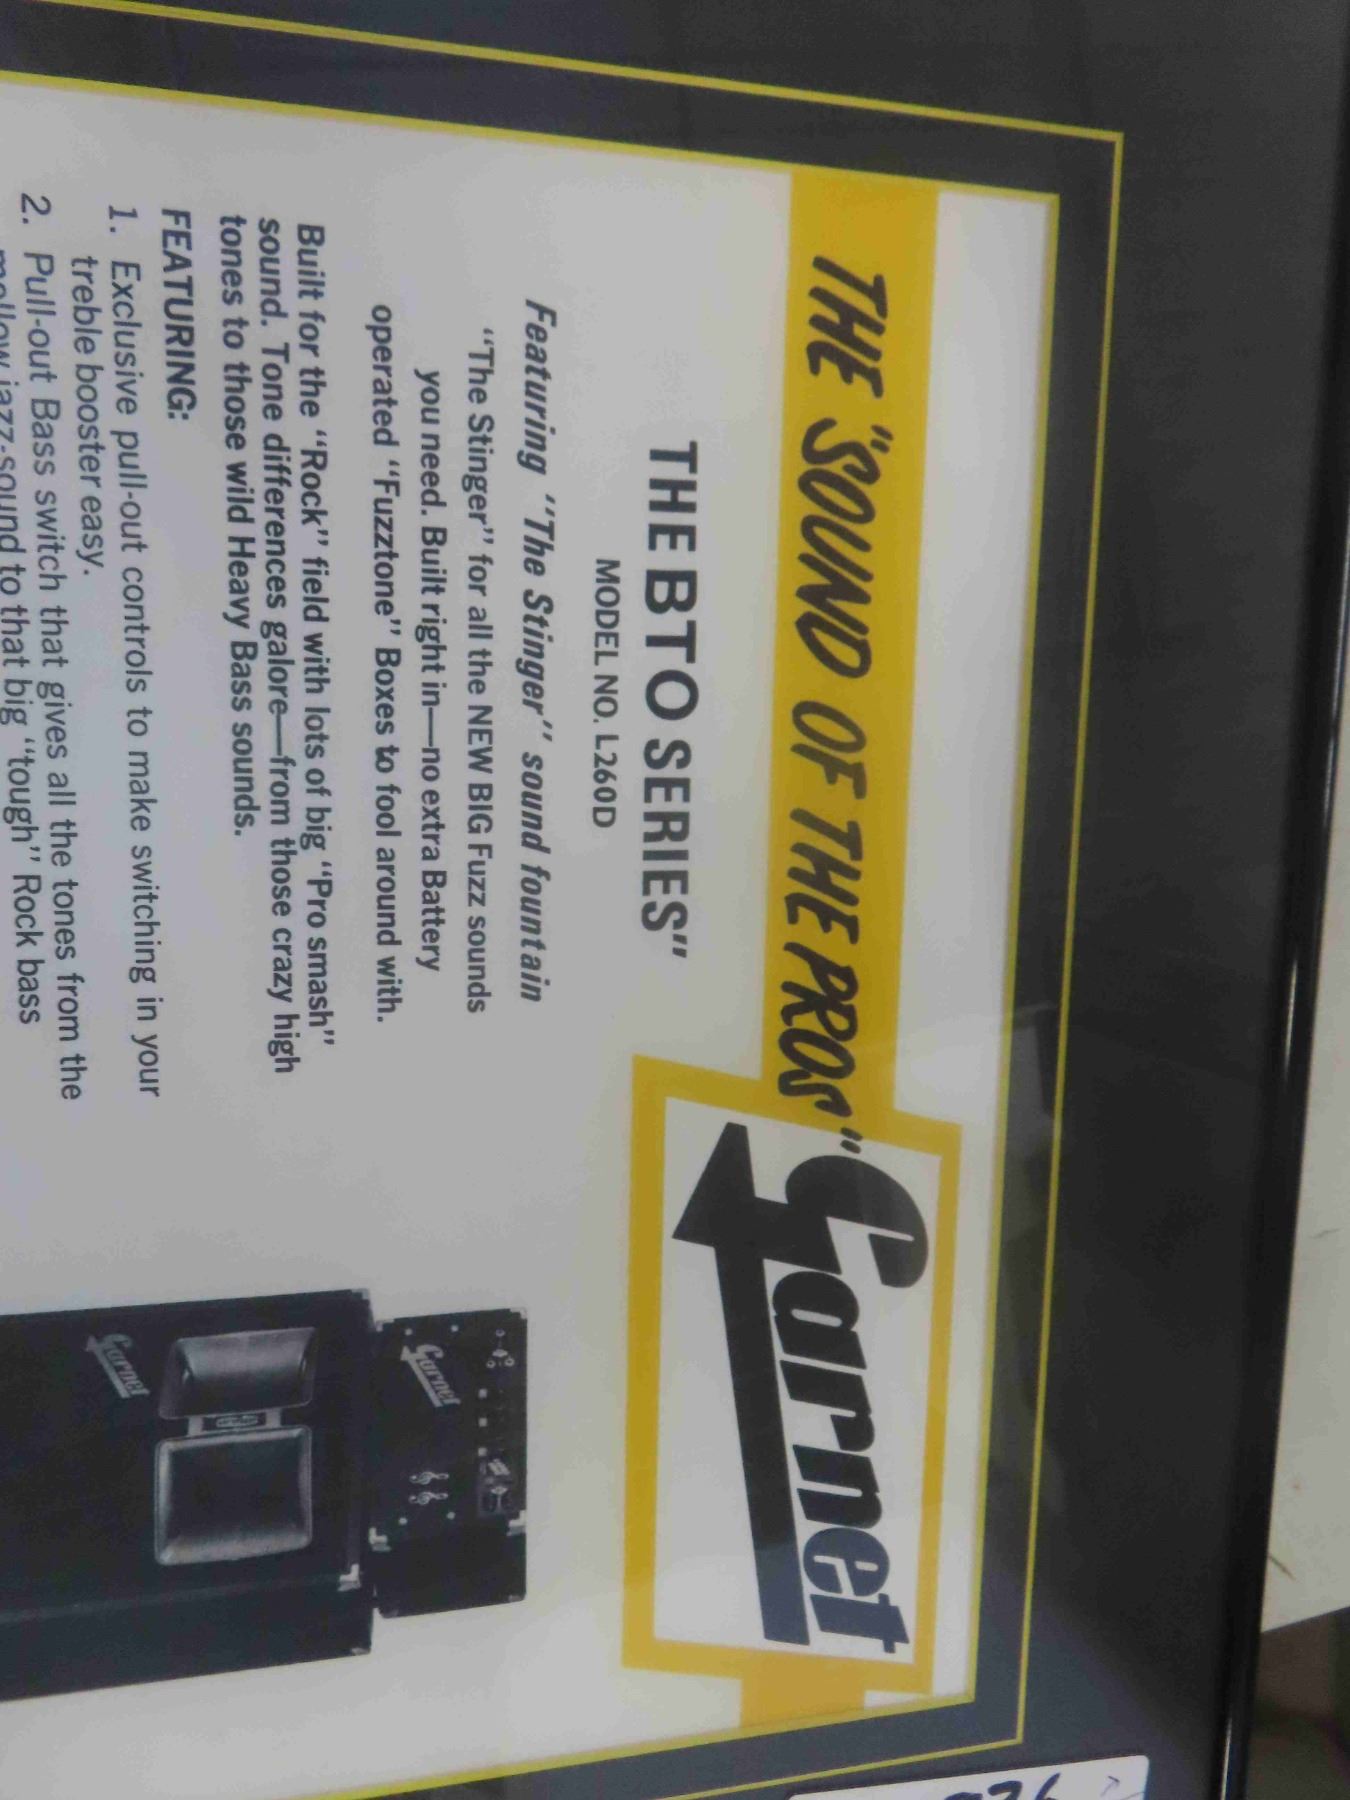 THE "SOUND OF THE PROS"
Garnet
THE BTO SERIES"
MODEL NO. L260D
Featuring "The Stinger" sound fountain
"The Stinger" for all the NEW BIG Fuzz sounds
you need. Built right in—no extra Battery
operated "Fuzztone" Boxes to fool around with.
Built for the "Rock" field with lots of big "Pro smash"
sound. Tone differences galore—from those crazy high
tones to those wild Heavy Bass sounds.
FEATURING:
1. Exclusive pull-out controls to make switching in your
treble booster easy.
2. Pull-out Bass switch that gives all the tones from the
mellow jazz-sound to that big "tough" Rock bass
Garnet
Garnet